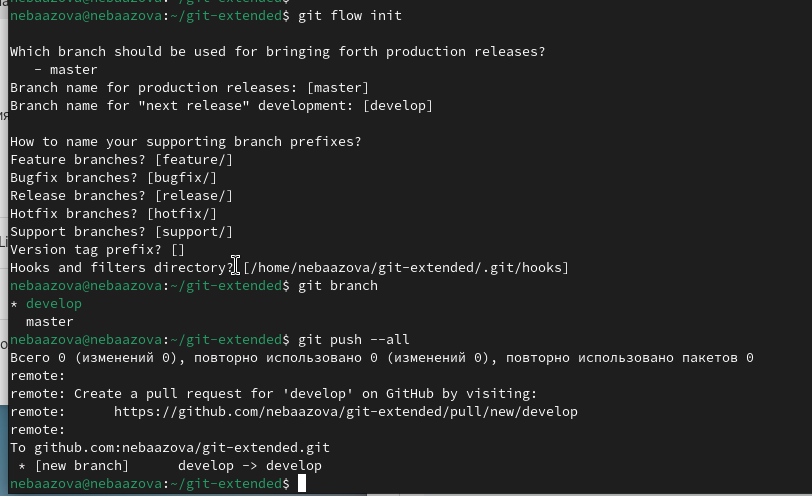 nebaazova@nebaazova:~/git-extended$ git flow init

Which branch should be used for bringing forth production releases?
   - master
Branch name for production releases: [master]
Branch name for "next release" development: [develop]

How to name your supporting branch prefixes?
Feature branches? [feature/]
Bugfix branches? [bugfix/]
Release branches? [release/]
Hotfix branches? [hotfix/]
Support branches? [support/]
Version tag prefix? []
Hooks and filters directory? [/home/nebaazova/git-extended/.git/hooks]
nebaazova@nebaazova:~/git-extended$ git branch
* develop
  master
nebaazova@nebaazova:~/git-extended$ git push --all
Всего 0 (изменений 0), повторно использовано 0 (изменений 0), повторно использовано пакетов 0
remote:
remote: Create a pull request for 'develop' on GitHub by visiting:
remote:      https://github.com/nebaazova/git-extended/pull/new/develop
remote:
To github.com:nebaazova/git-extended.git
 * [new branch]      develop -> develop
nebaazova@nebaazova:~/git-extended$